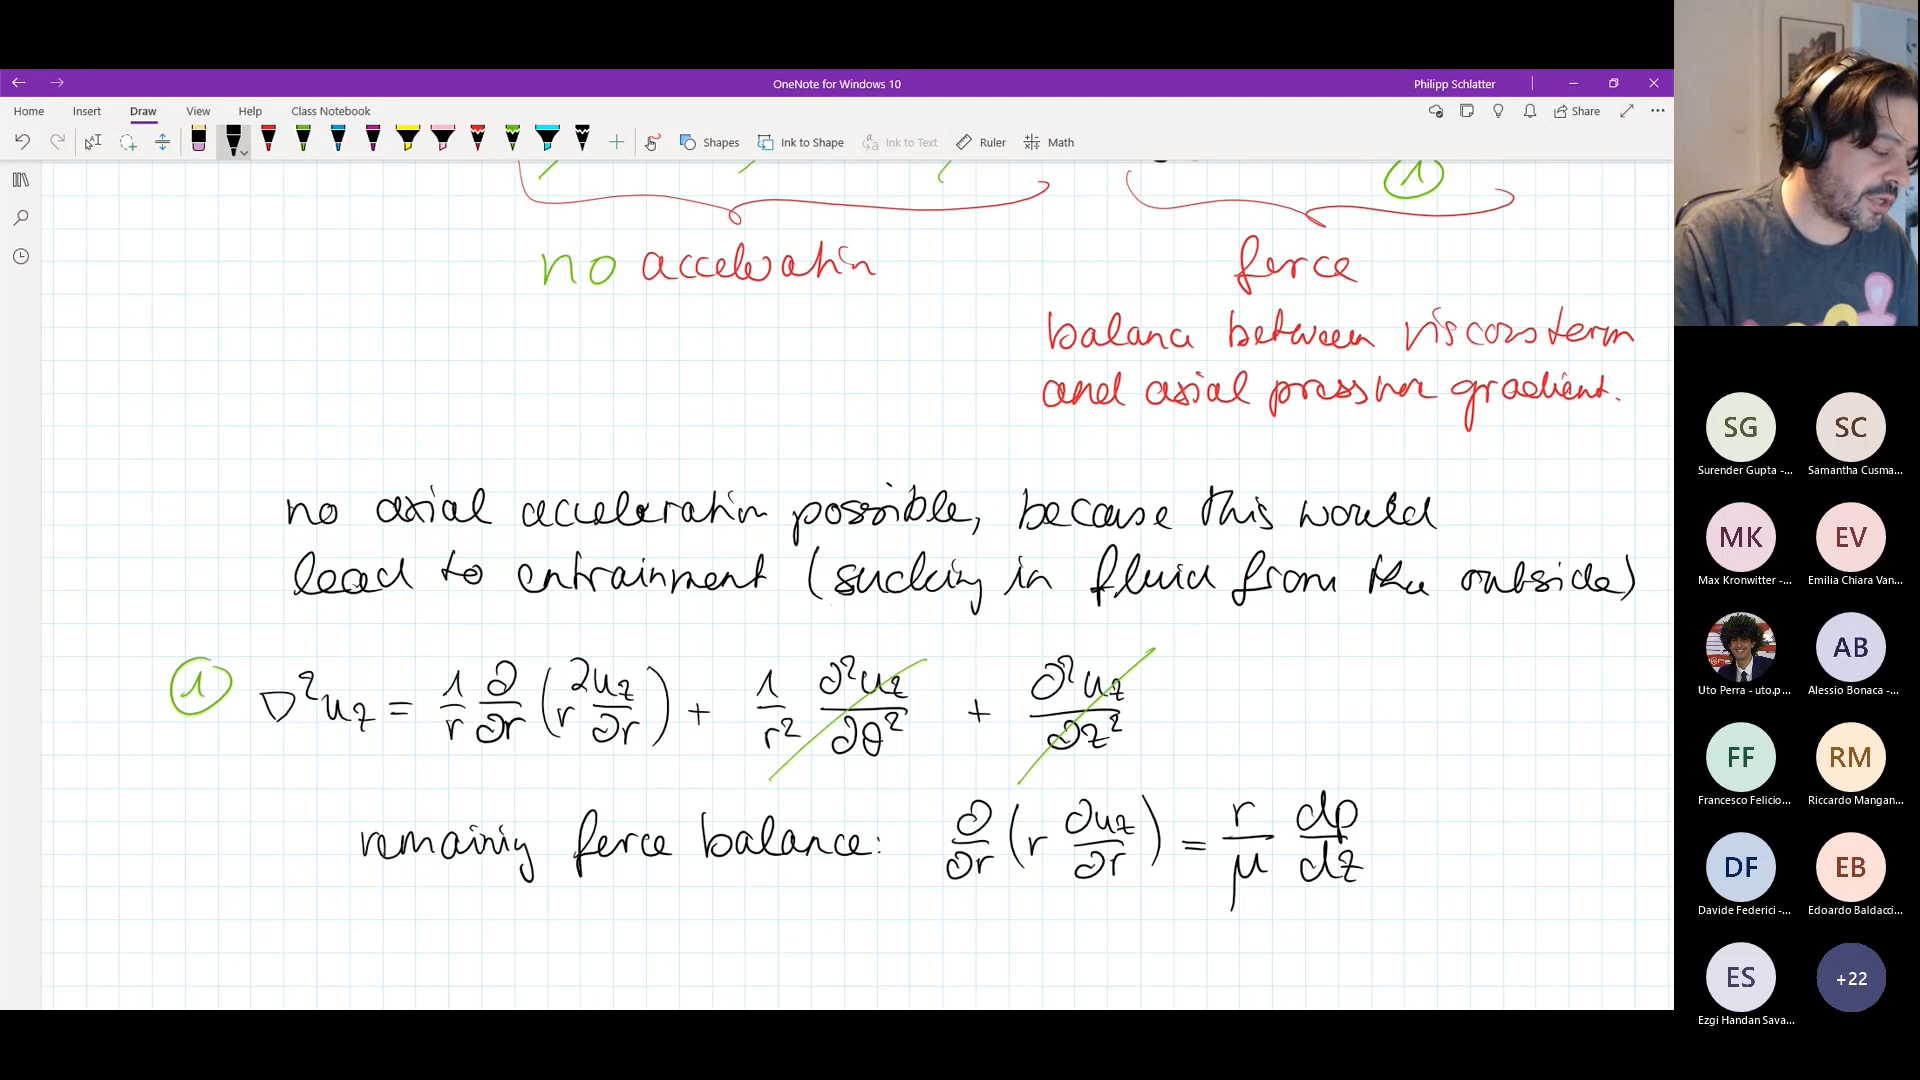 OneNote for Windows 10
Philipp Schlatter
Home Insert Draw View Help Class Notebook
Share
Shapes Ink to Shape Ink to Text Ruler Math
1
no acceleration
force
balance between viscous term
and axial pressure gradient.
no axial acceleration possible, because this would
lead to entrainment (sucking in fluid from the outside)
① ∇²u_z = 1/r ∂/∂r (r ∂u_z/∂r) + 1/r² ∂²u_z/∂θ² + ∂²u_z/∂z²
remaining force balance: ∂/∂r (r ∂u_z/∂r) = r/μ dp/dz
SG SC
Surender Gupta -... Samantha Cusma...
MK EV
Max Kronwitter -... Emilia Chiara Van...
AB
Uto Perra - uto.p... Alessio Bonaca -...
FF RM
Francesco Felicio... Riccardo Mangan...
DF EB
Davide Federici -... Edoardo Baldacci...
ES +22
Ezgi Handan Sava...